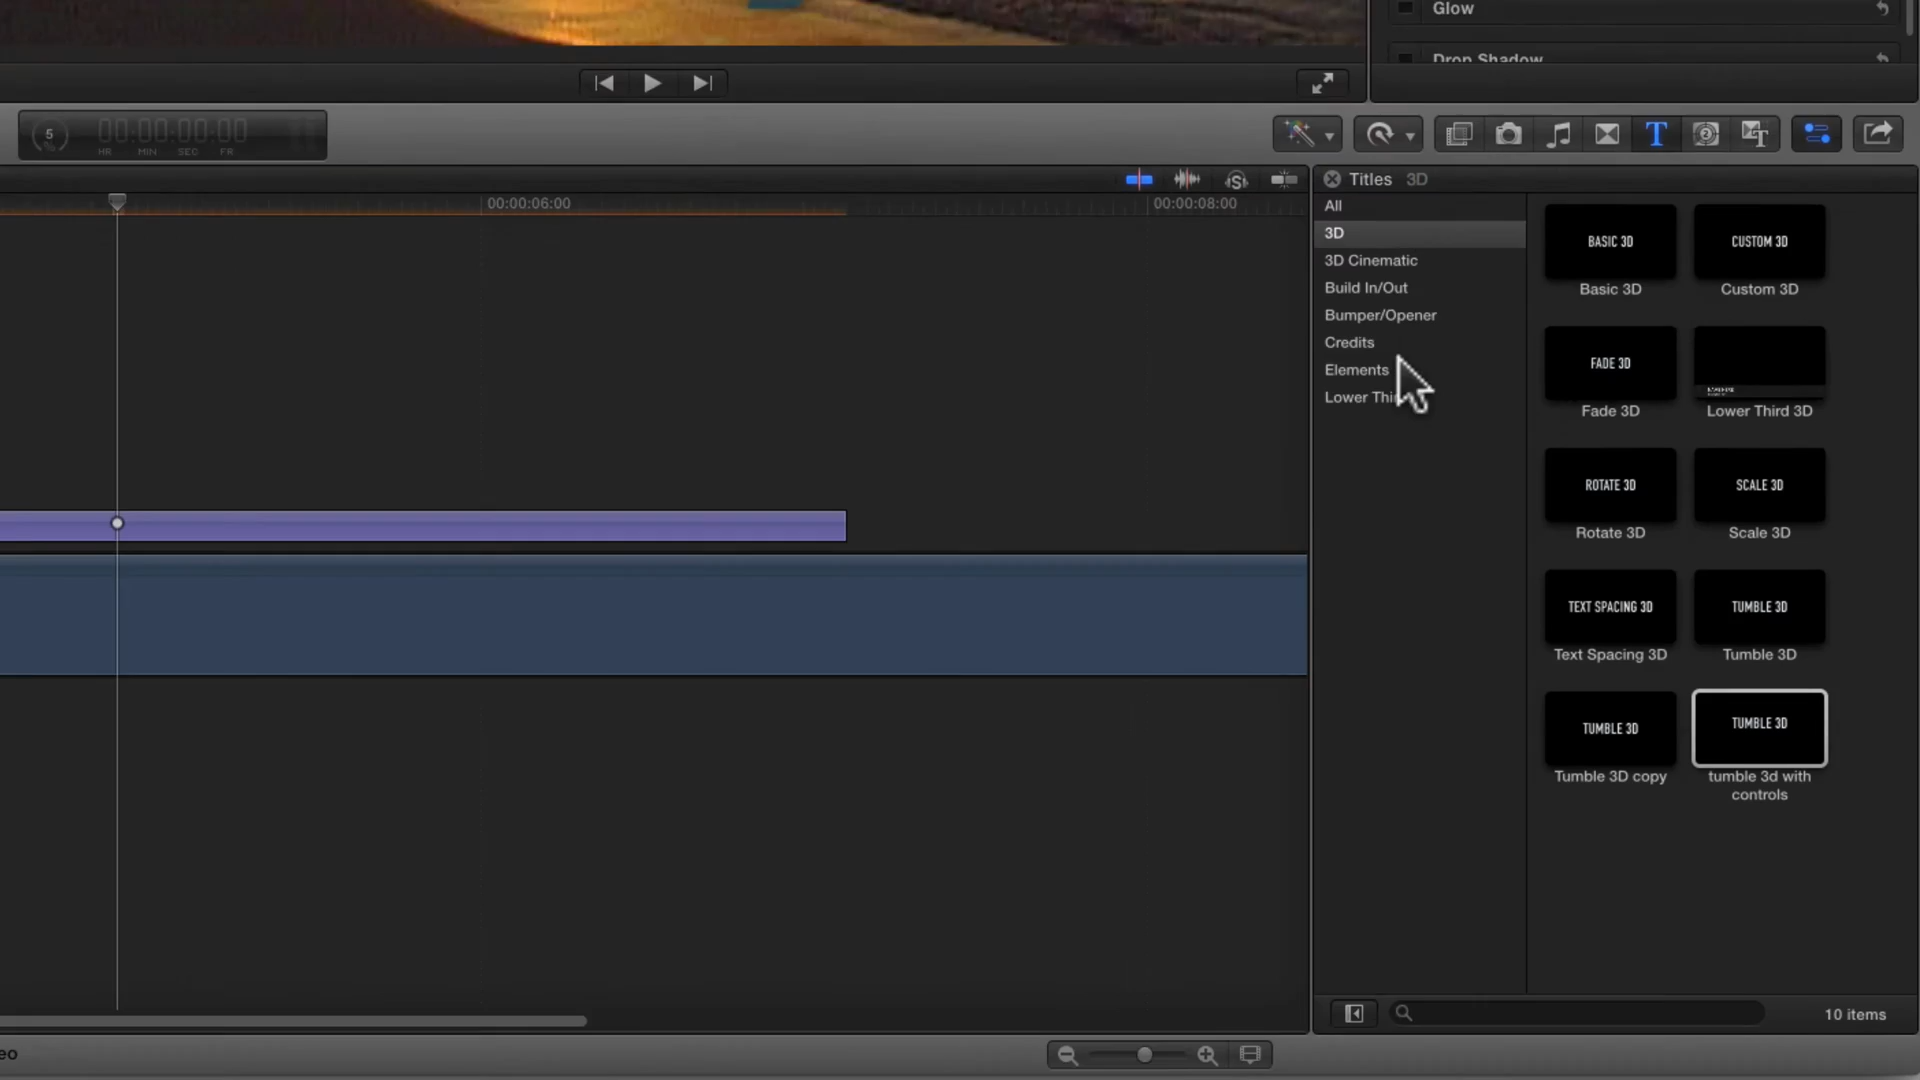 Glow
Drop Shadow
5
00:00:00:00
HR MIN SEC FR
T
2
T
00:00:06:00
S
00:00:08:00
Titles 3D
All
3D
3D Cinematic
Build In/Out
Bumper/Opener
Credits
Elements
Lower Thi
BASIC 3D
Basic 3D
CUSTOM 3D
Custom 3D
FADE 3D
Fade 3D
Lower Third 3D
ROTATE 3D
Rotate 3D
SCALE 3D
Scale 3D
TEXT SPACING 3D
Text Spacing 3D
TUMBLE 3D
Tumble 3D
TUMBLE 3D
Tumble 3D copy
TUMBLE 3D
tumble 3d with
controls
10 items
eo